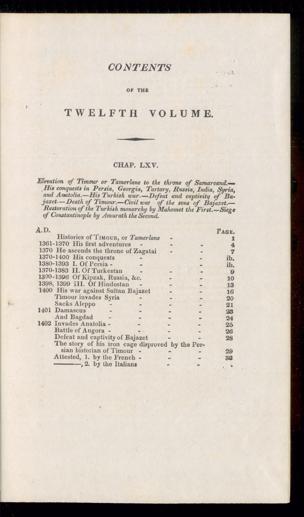 CONTENTS
OF THE
TWELFTH VOLUME.
CHAP. LXV.
Elevation of Timour or Tamerlane to the throne of Samarcand.—
His conquests in Persia, Georgia, Tartary, Russia, India, Syria,
and Anatolia.—His Turkish war.—Defeat and captivity of Ba-
jazet.—Death of Timour.—Civil war of the sons of Bajazet.—
Restoration of the Turkish monarchy by Mahomet the First.—Siege
of Constantinople by Amurath the Second.
A.D. PAGE.
Histories of TIMOUR, or Tamerlane - - 1
1361-1370 His first adventures - - - 4
1370 He ascends the throne of Zagatai - - 7
1370-1400 His conquests - - - ib.
1380-1393 I. Of Persia - - - - ib.
1370-1383 II. Of Turkestan - - - 9
1370-1396 Of Kipzak, Russia, &c. - - - 10
1398, 1399 III. Of Hindostan - - - - 13
1400 His war against Sultan Bajazet - - 16
Timour invades Syria - - - 20
Sacks Aleppo - - - - 21
1401 Damascus - - - - 23
And Bagdad - - - - 24
1402 Invades Anatolia - - - - 25
Battle of Angora - - - - 26
Defeat and captivity of Bajazet - - 28
The story of his iron cage disproved by the Per-
sian historian of Timour - - - 29
Attested, 1. by the French - - - 32
———, 2. by the Italians - -